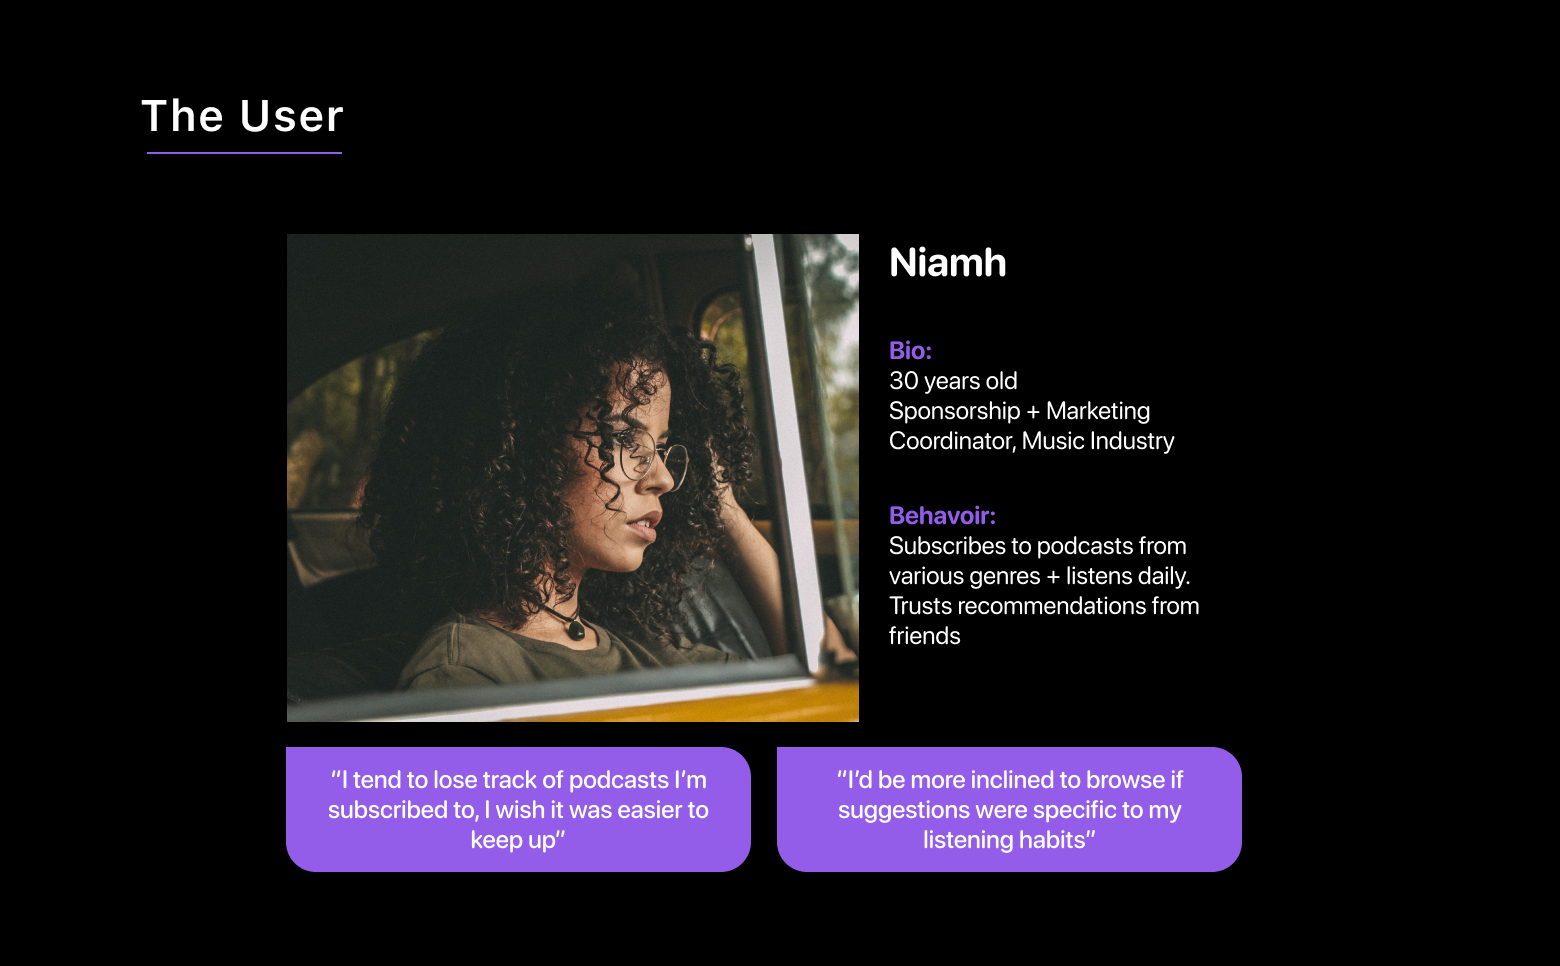 The User
Niamh
Bio:
30 years old
Sponsorship + Marketing
Coordinator, Music Industry
Behavoir:
Subscribes to podcasts from
various genres + listens daily.
Trusts recommendations from
friends
“I tend to lose track of podcasts I’m
subscribed to, I wish it was easier to
keep up”
“I’d be more inclined to browse if
suggestions were specific to my
listening habits”